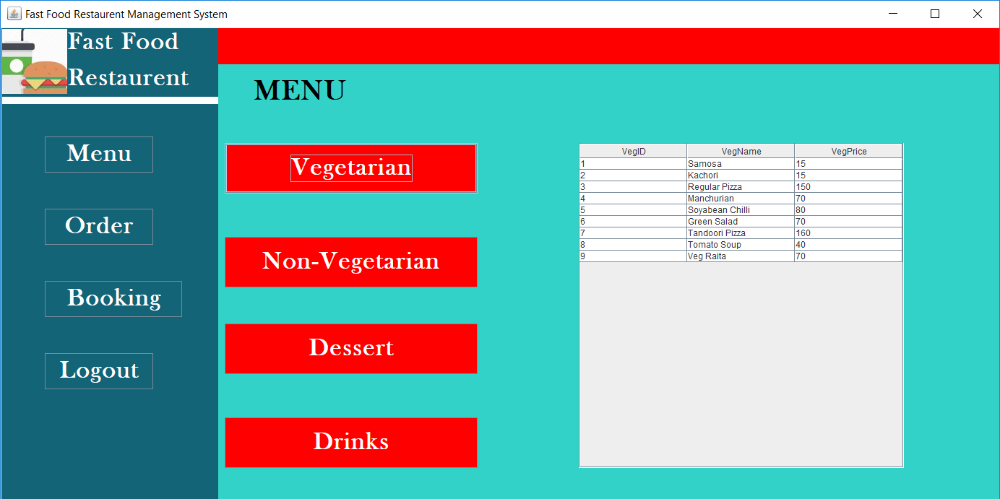 Fast Food Restaurent Management System
Fast Food
Restaurent
MENU
Menu
Order
Booking
Logout
Vegetarian
Non-Vegetarian
Dessert
Drinks
VegID VegName VegPrice
1 Samosa 15
2 Kachori 15
3 Regular Pizza 150
4 Manchurian 70
5 Soyabean Chilli 80
6 Green Salad 70
7 Tandoori Pizza 160
8 Tomato Soup 40
9 Veg Raita 70